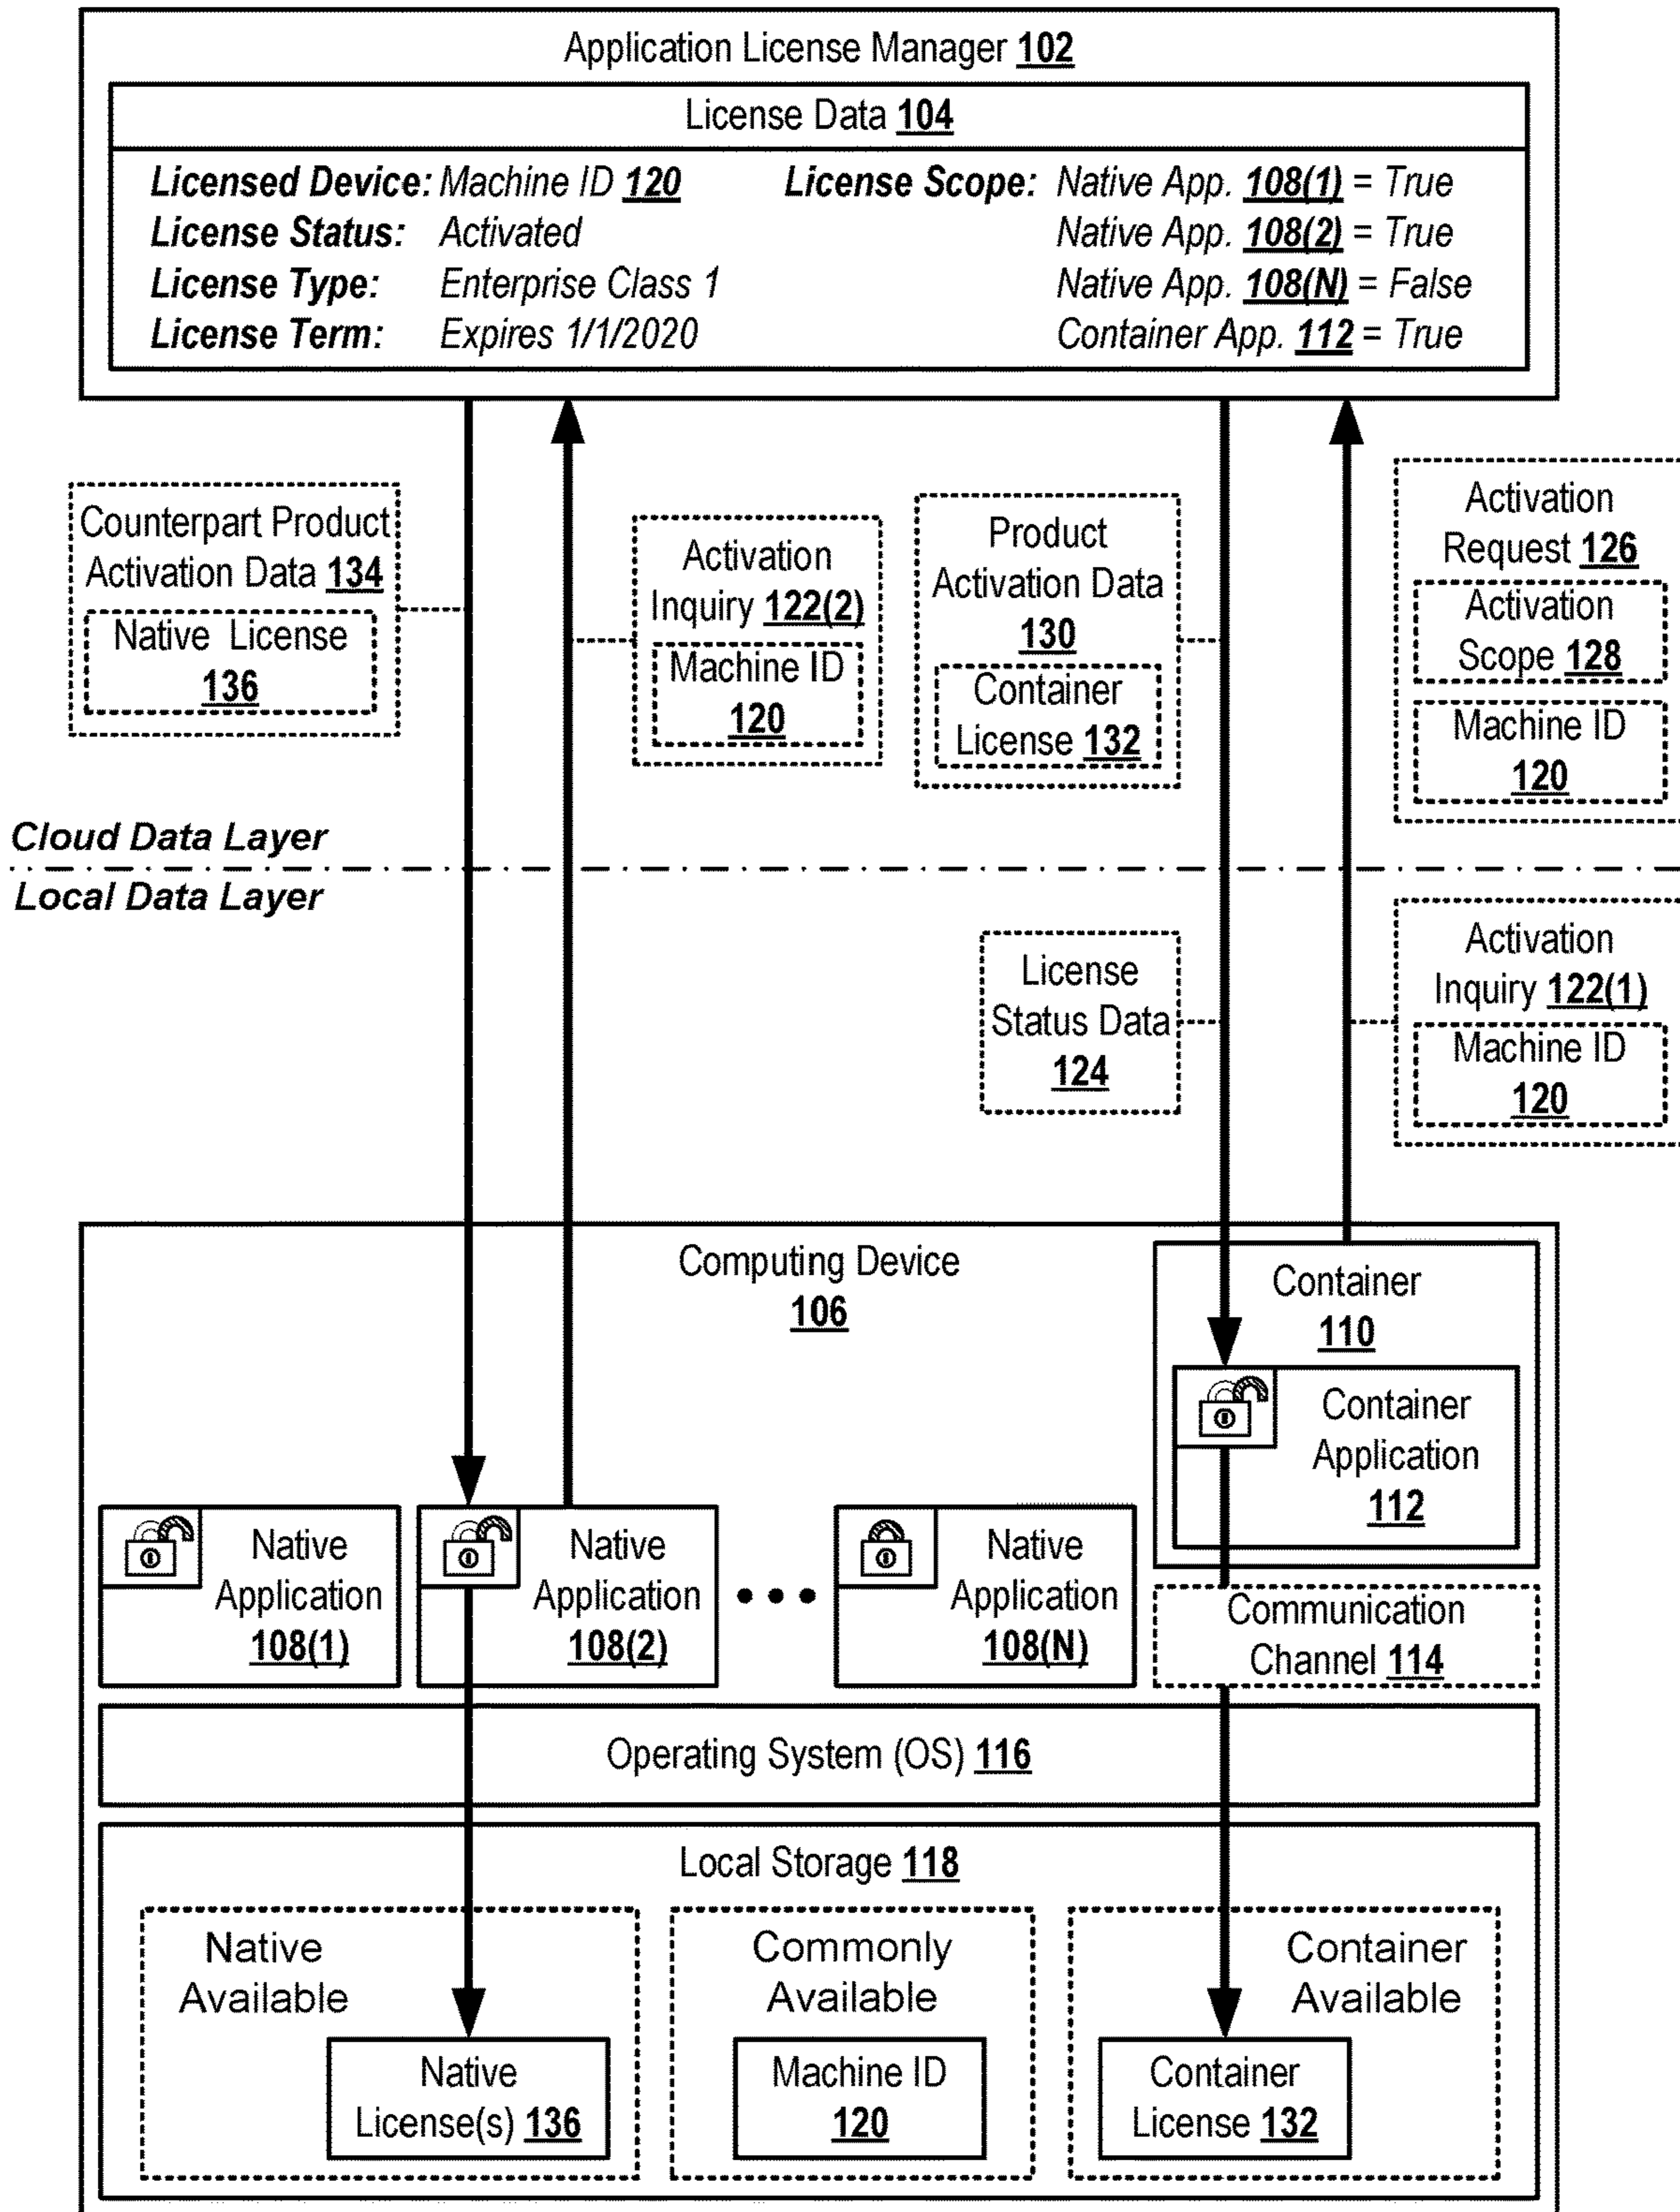 Application License Manager 102
License Data 104
Licensed Device: Machine ID 120
License Status: Activated
License Type: Enterprise Class 1
License Term: Expires 1/1/2020
License Scope: Native App. 108(1) = True
Native App. 108(2) = True
Native App. 108(N) = False
Container App. 112 = True
Counterpart Product
Activation Data 134
Native License
136
Activation
Inquiry 122(2)
Machine ID
120
Product
Activation Data
130
Container
License 132
Activation
Request 126
Activation
Scope 128
Machine ID
120
Cloud Data Layer
Local Data Layer
License
Status Data
124
Activation
Inquiry 122(1)
Machine ID
120
Computing Device
106
Container
110
Container
Application
112
Native
Application
108(1)
Native
Application
108(2)
Native
Application
108(N)
Communication
Channel 114
Operating System (OS) 116
Local Storage 118
Native
Available
Native
License(s) 136
Commonly
Available
Machine ID
120
Container
Available
Container
License 132